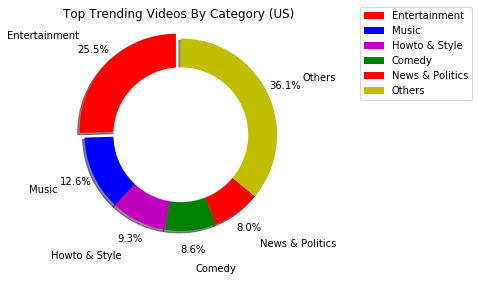 Top Trending Videos By Category (US)
Entertainment
25.5%
Others
36.1%
Music
12.6%
Howto & Style
9.3%
Comedy
8.6%
News & Politics
8.0%
Entertainment
Music
Howto & Style
Comedy
News & Politics
Others